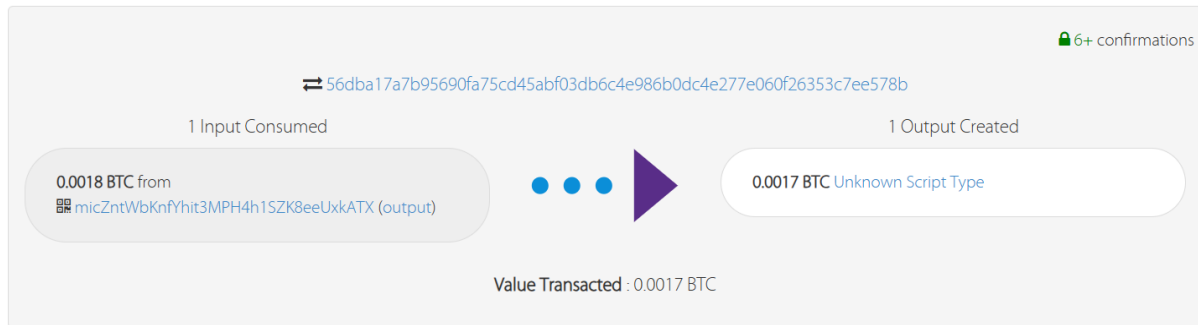 6+ confirmations
56dba17a7b95690fa75cd45abf03db6c4e986b0dc4e277e060f26353c7ee578b
1 Input Consumed
1 Output Created
0.0018 BTC from
micZntWbKnfYhit3MPH4h1SZK8eeUxkATX (output)
0.0017 BTC Unknown Script Type
Value Transacted : 0.0017 BTC